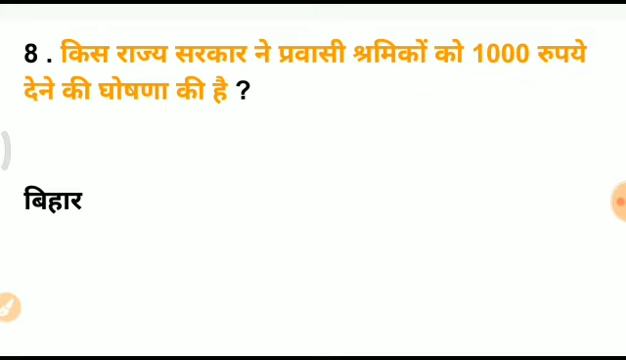 8 . किस राज्य सरकार ने प्रवासी श्रमिकों को 1000 रुपये
देने की घोषणा की है ?
बिहार